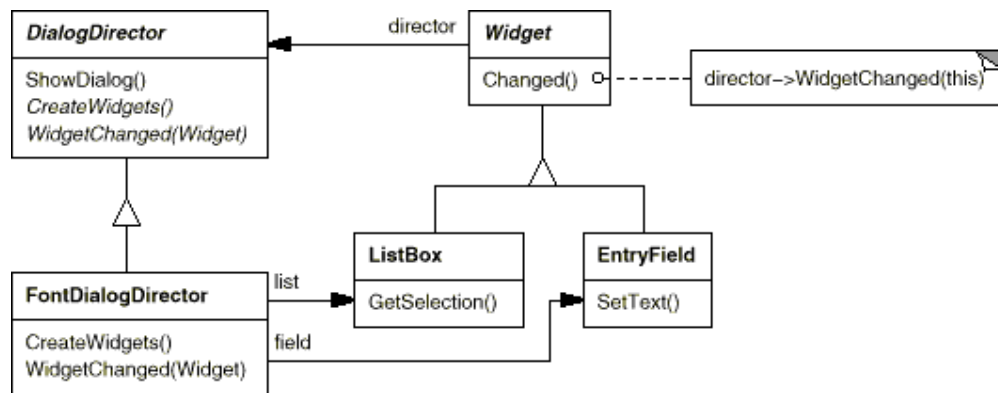 DialogDirector
ShowDialog()
CreateWidgets()
WidgetChanged(Widget)
director
Widget
Changed()
director->WidgetChanged(this)
FontDialogDirector
CreateWidgets()
WidgetChanged(Widget)
list
field
ListBox
GetSelection()
EntryField
SetText()